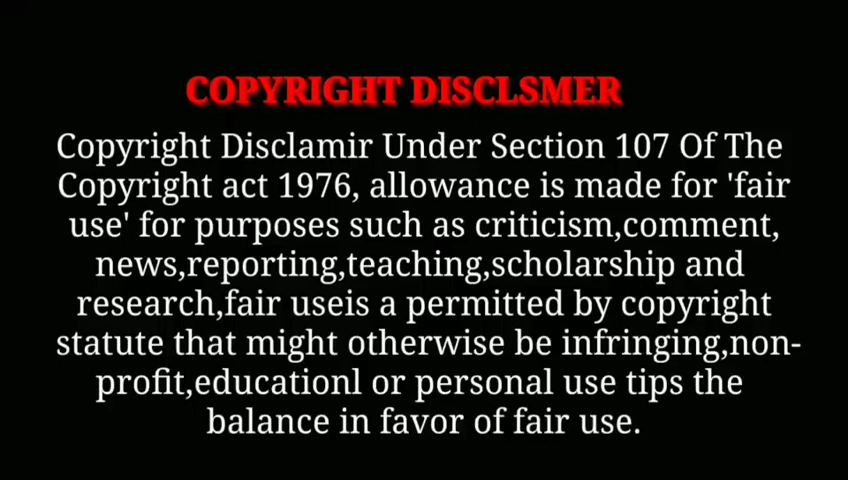 COPYRIGHT DISCLSMER
Copyright Disclamir Under Section 107 Of The
Copyright act 1976, allowance is made for 'fair
use' for purposes such as criticism,comment,
news,reporting,teaching,scholarship and
research,fair useis a permitted by copyright
statute that might otherwise be infringing,non-
profit,educationl or personal use tips the
balance in favor of fair use.